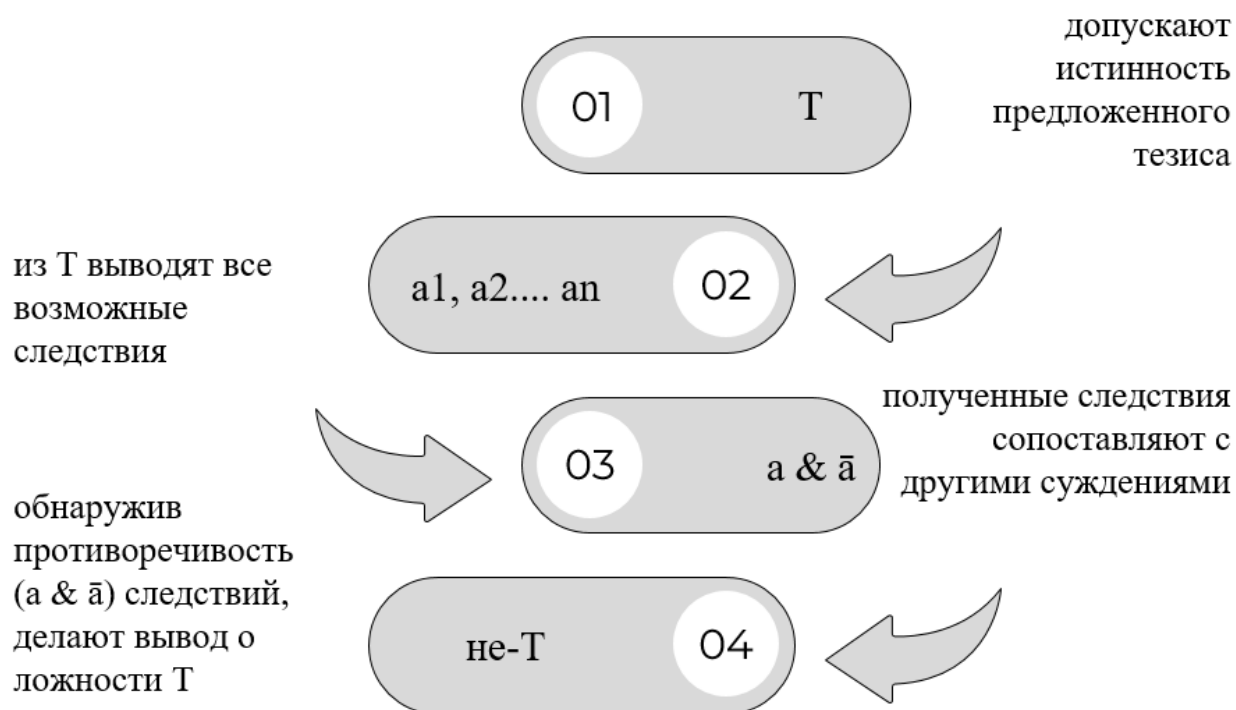 допускают
истинность
предложенного
тезиса
01
Т
из Т выводят все
возможные
следствия
a1, a2.... an
02
полученные следствия
сопоставляют с
другими суждениями
03
a & ā
обнаружив
противоречивость
(a & ā) следствий,
делают вывод о
ложности Т
не-Т
04